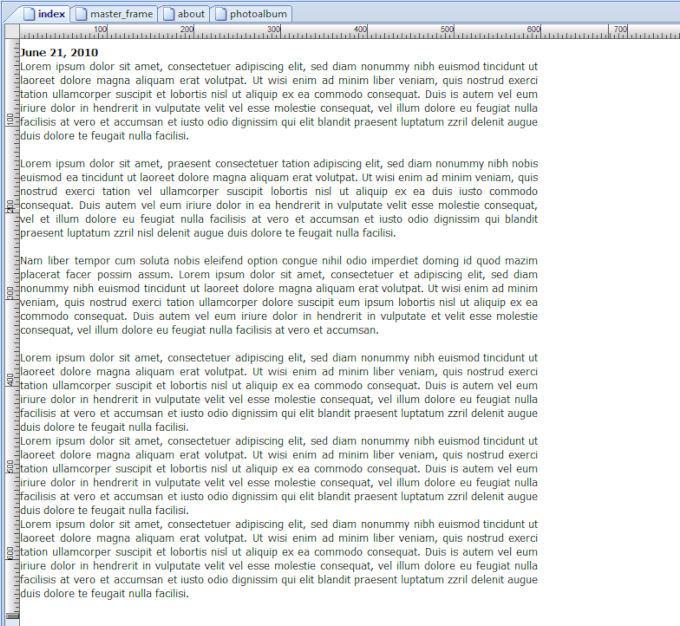 index master_frame about photoalbum
100 200 300 400 500 600 700
June 21, 2010
Lorem ipsum dolor sit amet, consectetuer adipiscing elit, sed diam nonummy nibh euismod tincidunt ut
laoreet dolore magna aliquam erat volutpat. Ut wisi enim ad minim liber veniam, quis nostrud exerci
tation ullamcorper suscipit et lobortis nisl ut aliquip ex ea commodo consequat. Duis is autem vel eum
iriure dolor in hendrerit in vulputate velit vel esse molestie consequat, vel illum dolore eu feugiat nulla
facilisis at vero et accumsan et iusto odio dignissim qui elit blandit praesent luptatum zzril delenit augue
duis dolore te feugait nulla facilisi.
Lorem ipsum dolor sit amet, praesent consectetuer tation adipiscing elit, sed diam nonummy nibh nobis
euismod ea tincidunt ut laoreet dolore magna aliquam erat volutpat. Ut wisi enim ad minim veniam, quis
nostrud exerci tation vel ullamcorper suscipit lobortis nisl ut aliquip ex ea duis iusto commodo
consequat. Duis autem vel eum iriure dolor in ea hendrerit in vulputate velit esse molestie consequat,
vel et illum dolore eu feugiat nulla facilisis at vero et accumsan et iusto odio dignissim qui blandit
praesent luptatum zzril nisl delenit augue duis dolore te feugait nulla facilisi.
Nam liber tempor cum soluta nobis eleifend option congue nihil odio imperdiet doming id quod mazim
placerat facer possim assum. Lorem ipsum dolor sit amet, consectetuer et adipiscing elit, sed diam
nonummy nibh euismod tincidunt ut laoreet dolore magna aliquam erat volutpat. Ut wisi enim ad minim
veniam, quis nostrud exerci tation ullamcorper dolore suscipit eum ipsum lobortis nisl ut aliquip ex ea
commodo consequat. Duis autem vel eum iriure dolor in hendrerit in vulputate et velit esse molestie
consequat, vel illum dolore eu feugiat nulla facilisis at vero et accumsan.
Lorem ipsum dolor sit amet, consectetuer adipiscing elit, sed diam nonummy nibh euismod tincidunt ut
laoreet dolore magna aliquam erat volutpat. Ut wisi enim ad minim liber veniam, quis nostrud exerci
tation ullamcorper suscipit et lobortis nisl ut aliquip ex ea commodo consequat. Duis is autem vel eum
iriure dolor in hendrerit in vulputate velit vel esse molestie consequat, vel illum dolore eu feugiat nulla
facilisis at vero et accumsan et iusto odio dignissim qui elit blandit praesent luptatum zzril delenit augue
duis dolore te feugait nulla facilisi.
Lorem ipsum dolor sit amet, consectetuer adipiscing elit, sed diam nonummy nibh euismod tincidunt ut
laoreet dolore magna aliquam erat volutpat. Ut wisi enim ad minim liber veniam, quis nostrud exerci
tation ullamcorper suscipit et lobortis nisl ut aliquip ex ea commodo consequat. Duis is autem vel eum
iriure dolor in hendrerit in vulputate velit vel esse molestie consequat, vel illum dolore eu feugiat nulla
facilisis at vero et accumsan et iusto odio dignissim qui elit blandit praesent luptatum zzril delenit augue
duis dolore te feugait nulla facilisi.
Lorem ipsum dolor sit amet, consectetuer adipiscing elit, sed diam nonummy nibh euismod tincidunt ut
laoreet dolore magna aliquam erat volutpat. Ut wisi enim ad minim liber veniam, quis nostrud exerci
tation ullamcorper suscipit et lobortis nisl ut aliquip ex ea commodo consequat. Duis is autem vel eum
iriure dolor in hendrerit in vulputate velit vel esse molestie consequat, vel illum dolore eu feugiat nulla
facilisis at vero et accumsan et iusto odio dignissim qui elit blandit praesent luptatum zzril delenit augue
duis dolore te feugait nulla facilisi.
100
200
300
400
500
600